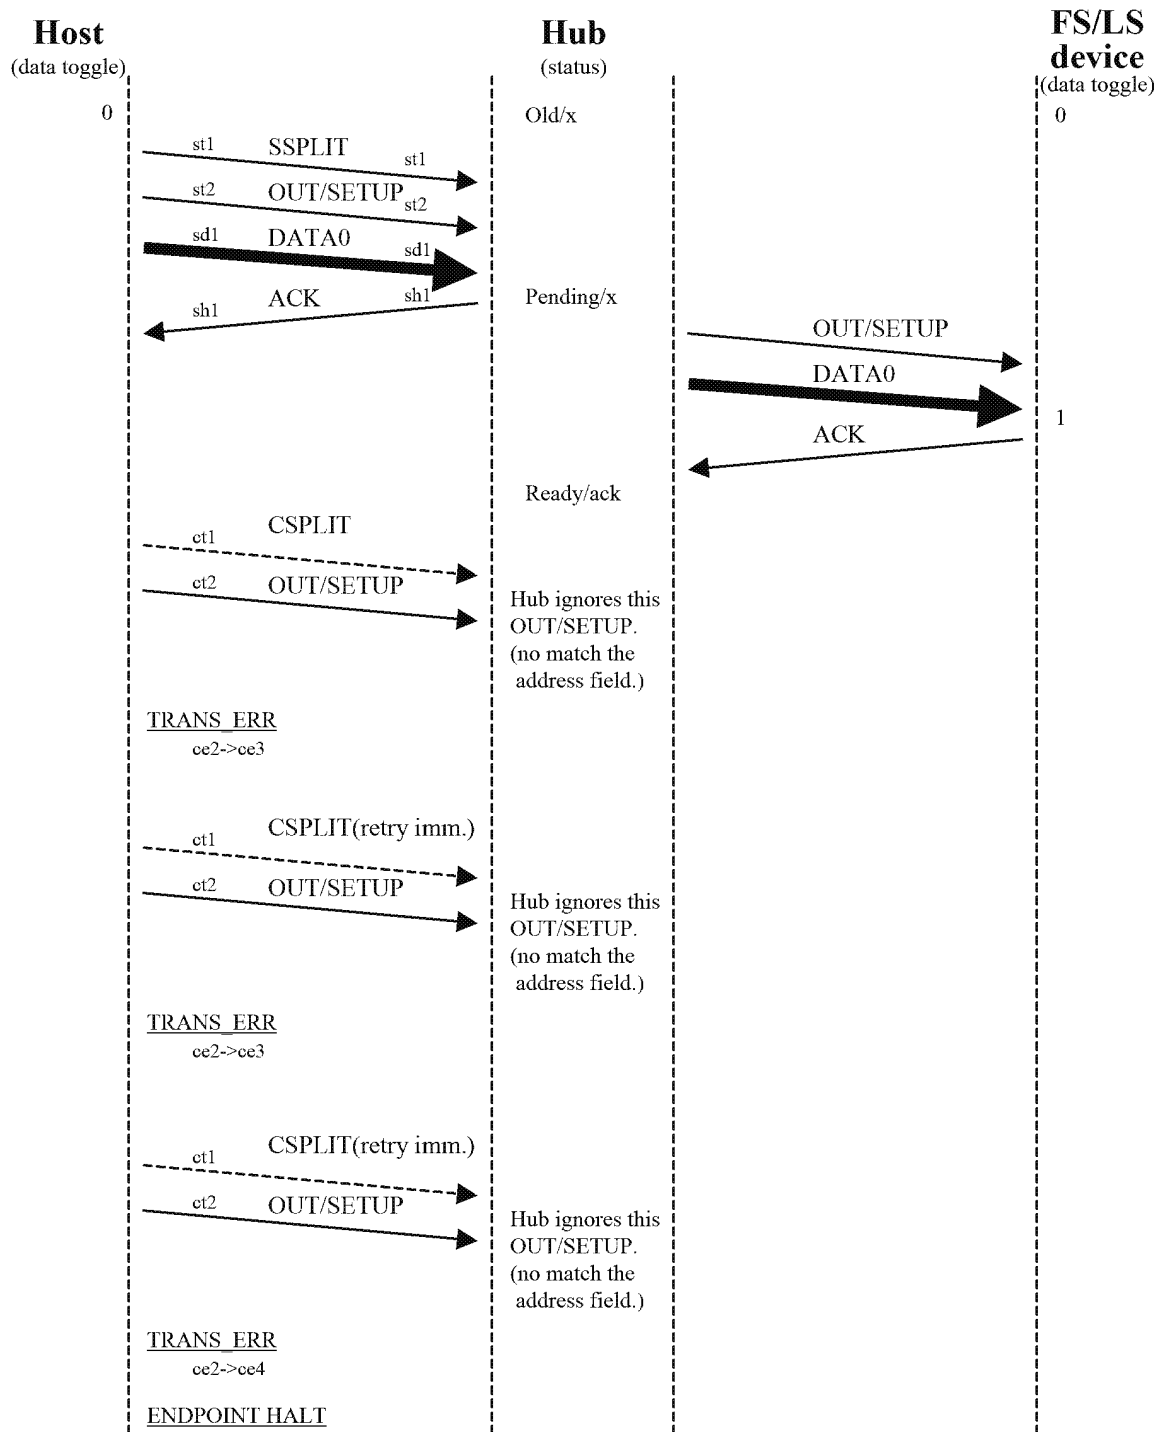 Host
(data toggle)
Hub
(status)
FS/LS
device
(data toggle)
0
Old/x
0
st1
SSPLIT
st1
st2
OUT/SETUP
st2
sd1
DATA0
sd1
ACK
sh1
sh1
Pending/x
OUT/SETUP
DATA0
1
ACK
Ready/ack
CSPLIT
ct1
ct2
OUT/SETUP
Hub ignores this
OUT/SETUP.
(no match the
address field.)
TRANS_ERR
ce2->ce3
CSPLIT(retry imm.)
ct1
ct2
OUT/SETUP
Hub ignores this
OUT/SETUP.
(no match the
address field.)
TRANS_ERR
ce2->ce3
CSPLIT(retry imm.)
ct1
ct2
OUT/SETUP
Hub ignores this
OUT/SETUP.
(no match the
address field.)
TRANS_ERR
ce2->ce4
ENDPOINT HALT